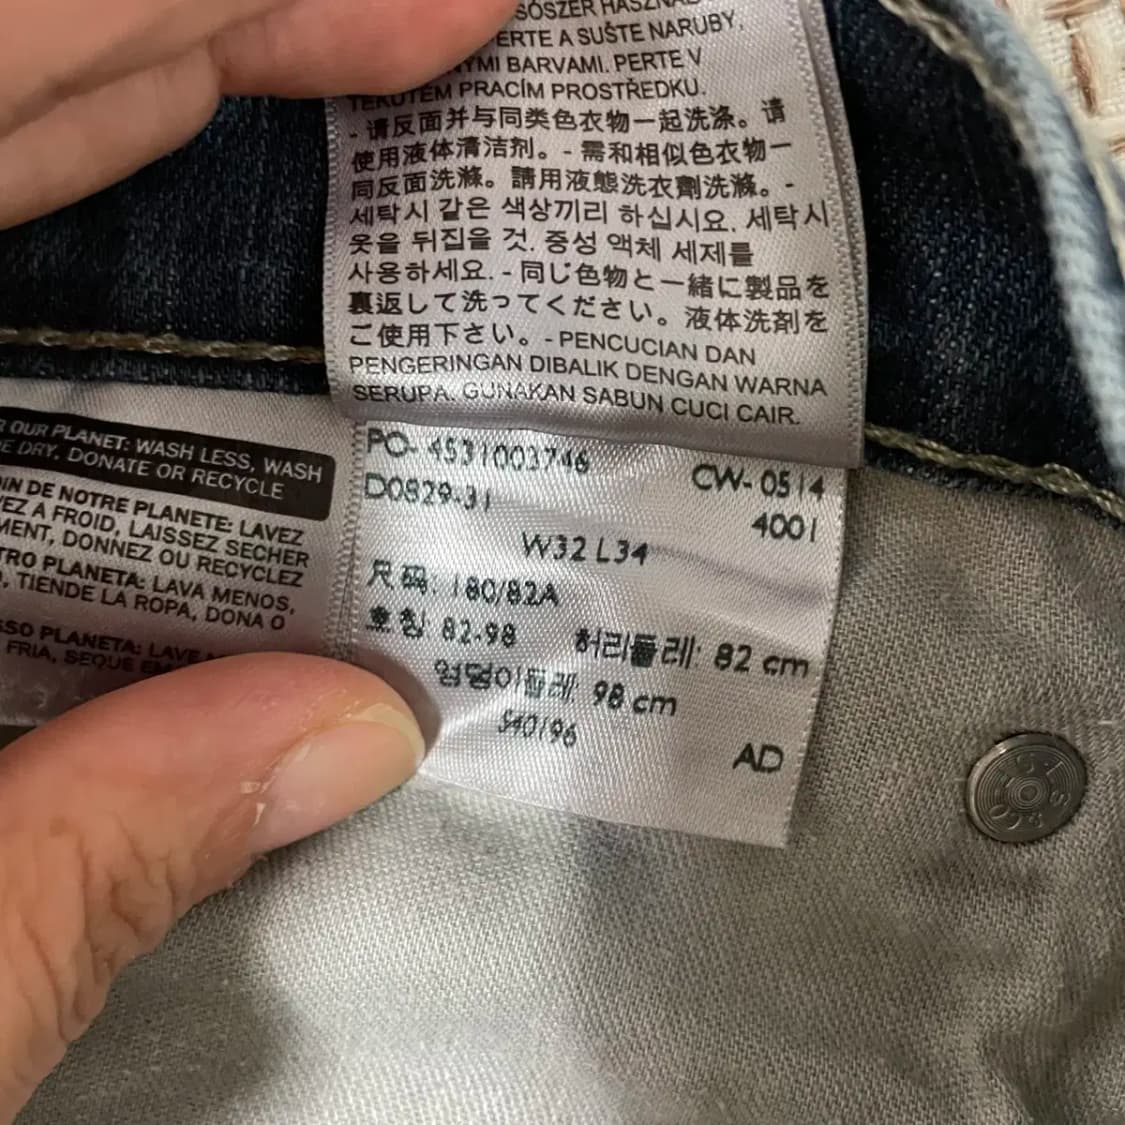 SÓSZER HASZNÁL
ERTE A SUŠTE NARUBY.
NÝMI BARVAMI. PERTE V
TEKUTÉM PRACÍM PROSTŘEDKU.
- 请反面并与同类色衣物一起洗涤。请
使用液体清洁剂。- 需和相似色衣物一
同反面洗滌。請用液態洗衣劑洗滌。-
세탁시 같은 색상끼리 하십시요. 세탁시
옷을 뒤집을 것. 중성 액체 세제를
사용하세요. - 同じ色物と一緒に製品を
裏返して洗ってください。液体洗剤を
ご使用下さい。- PENCUCIAN DAN
PENGERINGAN DIBALIK DENGAN WARNA
SERUPA. GUNAKAN SABUN CUCI CAIR.
R OUR PLANET: WASH LESS, WASH
E DRY, DONATE OR RECYCLE
IN DE NOTRE PLANETE: LAVEZ
EZ A FROID, LAISSEZ SECHER
MENT, DONNEZ OU RECYCLEZ
TRO PLANETA: LAVA MENOS,
, TIENDE LA ROPA, DONA O
SSO PLANETA: LAVE
FRIA, SEQUE EM
PO- 4531003746
CW- 0514
D0829-31
4001
W32 L34
尺码: 180/82A
호칭 82-98
허리둘레: 82 cm
엉덩이둘레: 98 cm
540196
AD
L.S.&CO.